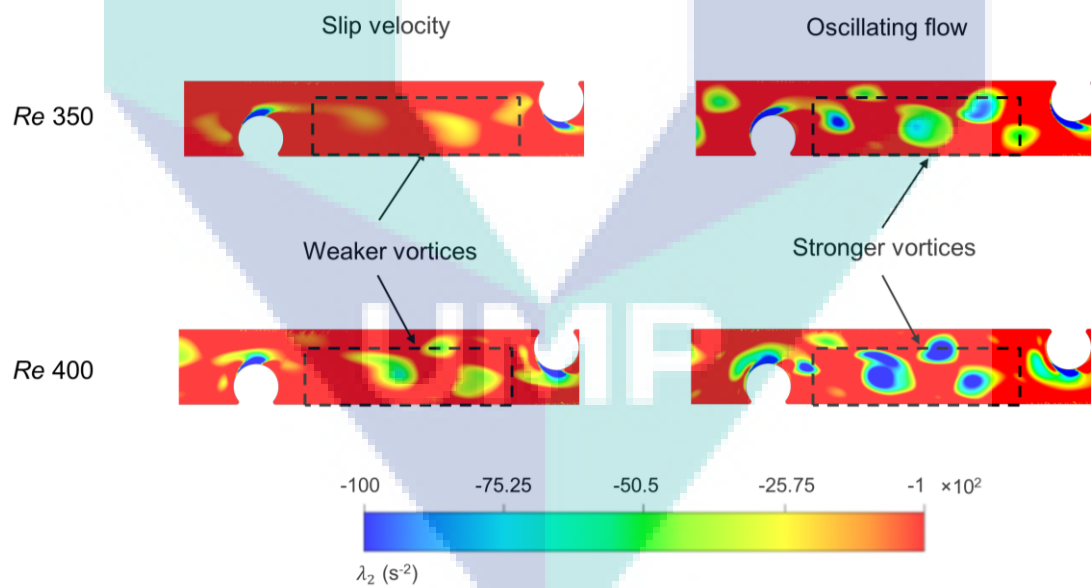 Slip velocity
Oscillating flow
Re 350
Weaker vortices
Stronger vortices
UMP
Re 400
-100 -75.25 -50.5 -25.75 -1 ×10²
λ₂ (s⁻²)